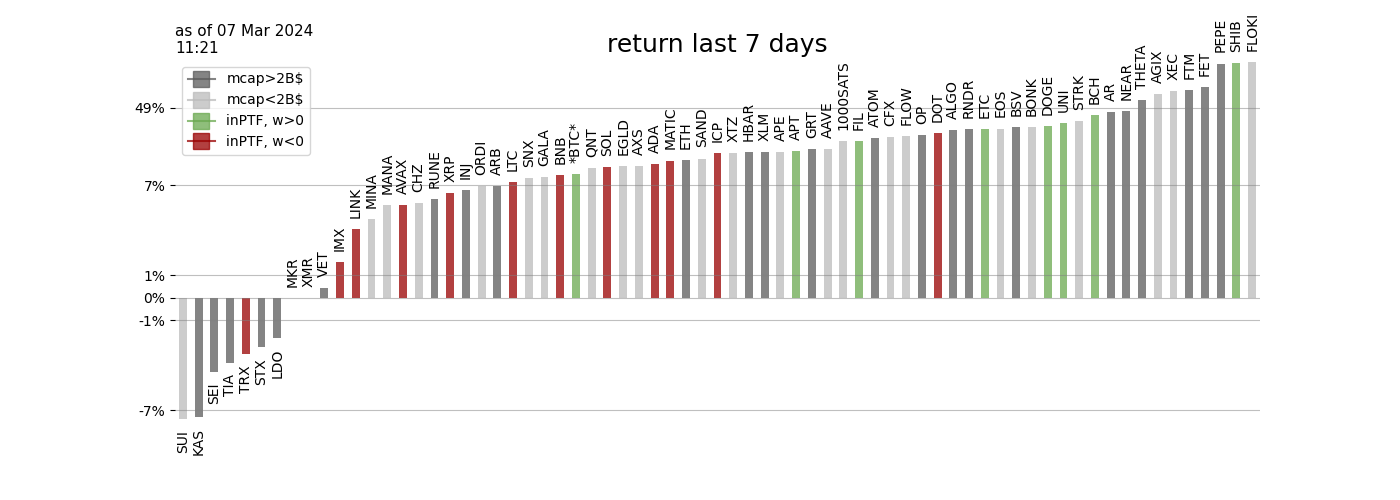 as of 07 Mar 2024
11:21
return last 7 days
mcap>2B$
mcap<2B$
inPTF, w>0
inPTF, w<0
49%
7%
1%
0%
-1%
-7%
SUI
KAS
SEI
TIA
TRX
STX
LDO
MKR
XMR
VET
IMX
LINK
MINA
MANA
AVAX
CHZ
RUNE
XRP
INJ
ORDI
ARB
LTC
SNX
GALA
BNB
*BTC*
QNT
SOL
EGLD
AXS
ADA
MATIC
ETH
SAND
ICP
XTZ
HBAR
XLM
APE
APT
GRT
AAVE
1000SATS
FIL
ATOM
CFX
FLOW
OP
DOT
ALGO
RNDR
ETC
EOS
BSV
BONK
DOGE
UNI
STRK
BCH
AR
NEAR
THETA
AGIX
XEC
FTM
FET
PEPE
SHIB
FLOKI